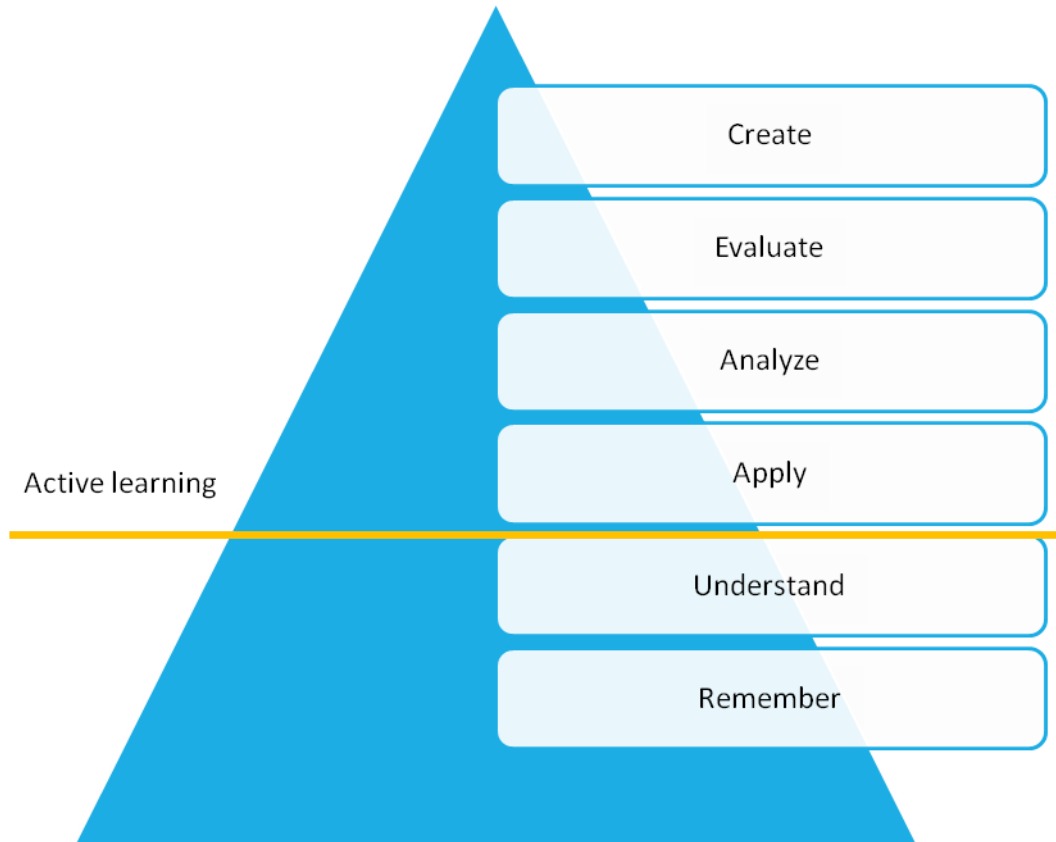 Create
Evaluate
Analyze
Apply
Active learning
Understand
Remember